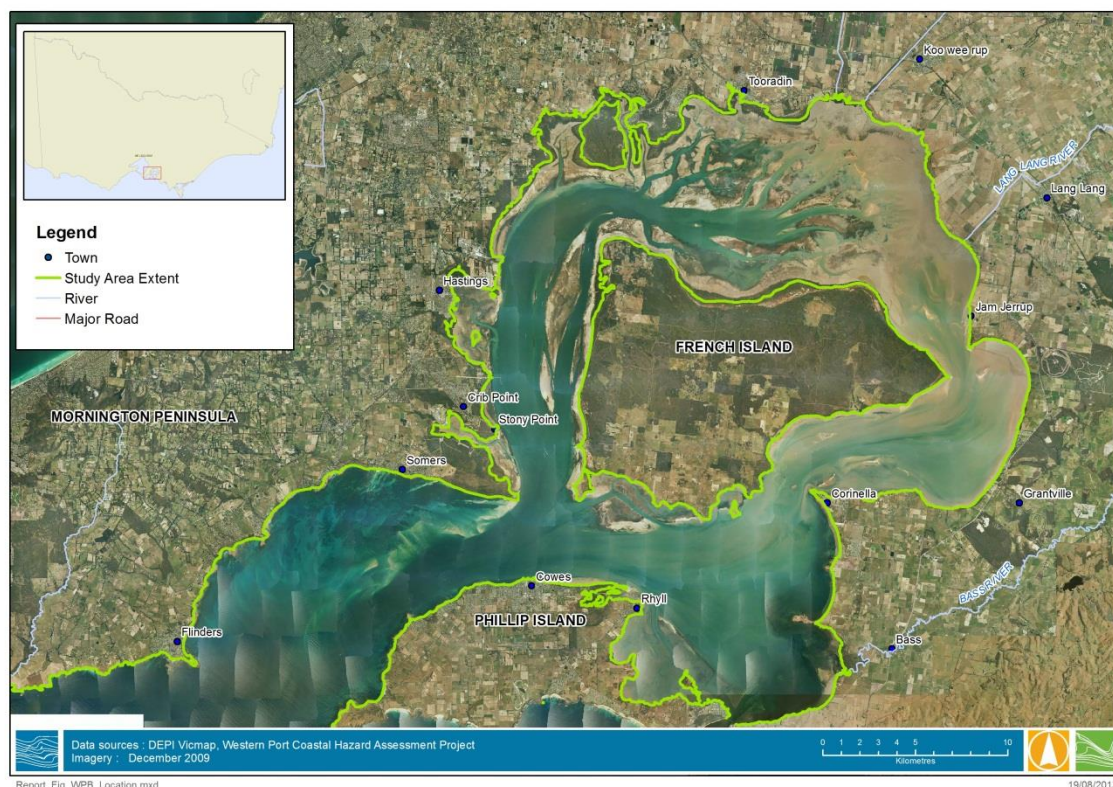 Legend
Town
Study Area Extent
River
Major Road
Koo wee rup
Tooradin
LANG LANG RIVER
Lang Lang
Hastings
Jam Jerrup
FRENCH ISLAND
Crib Point
MORNINGTON PENINSULA
Stony Point
Somers
Corinella
Grantville
Cowes
BASS RIVER
Rhyll
PHILLIP ISLAND
Flinders
Bass
Data sources : DEPI Vicmap, Western Port Coastal Hazard Assessment Project
Imagery : December 2009
0 1 2 3 4 5 6 7 8 10
Kilometres
Report_Fig_WPB_Location.mxd